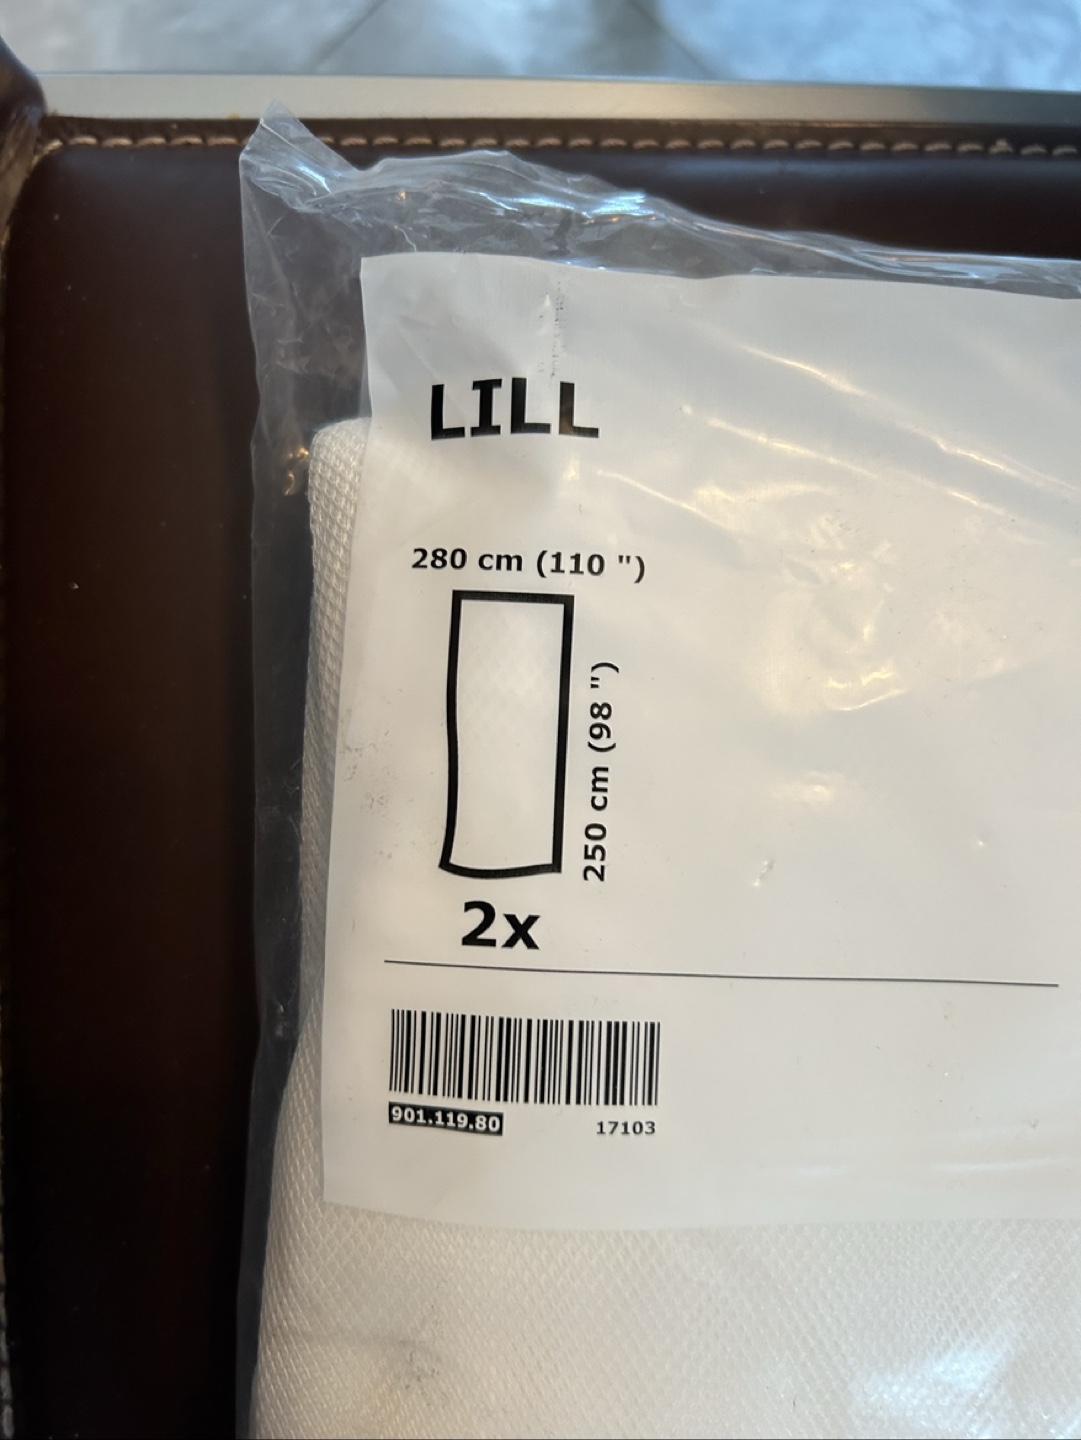 LILL
280 cm (110 ")
250 cm (98 ")
2x
901.119.80
17103